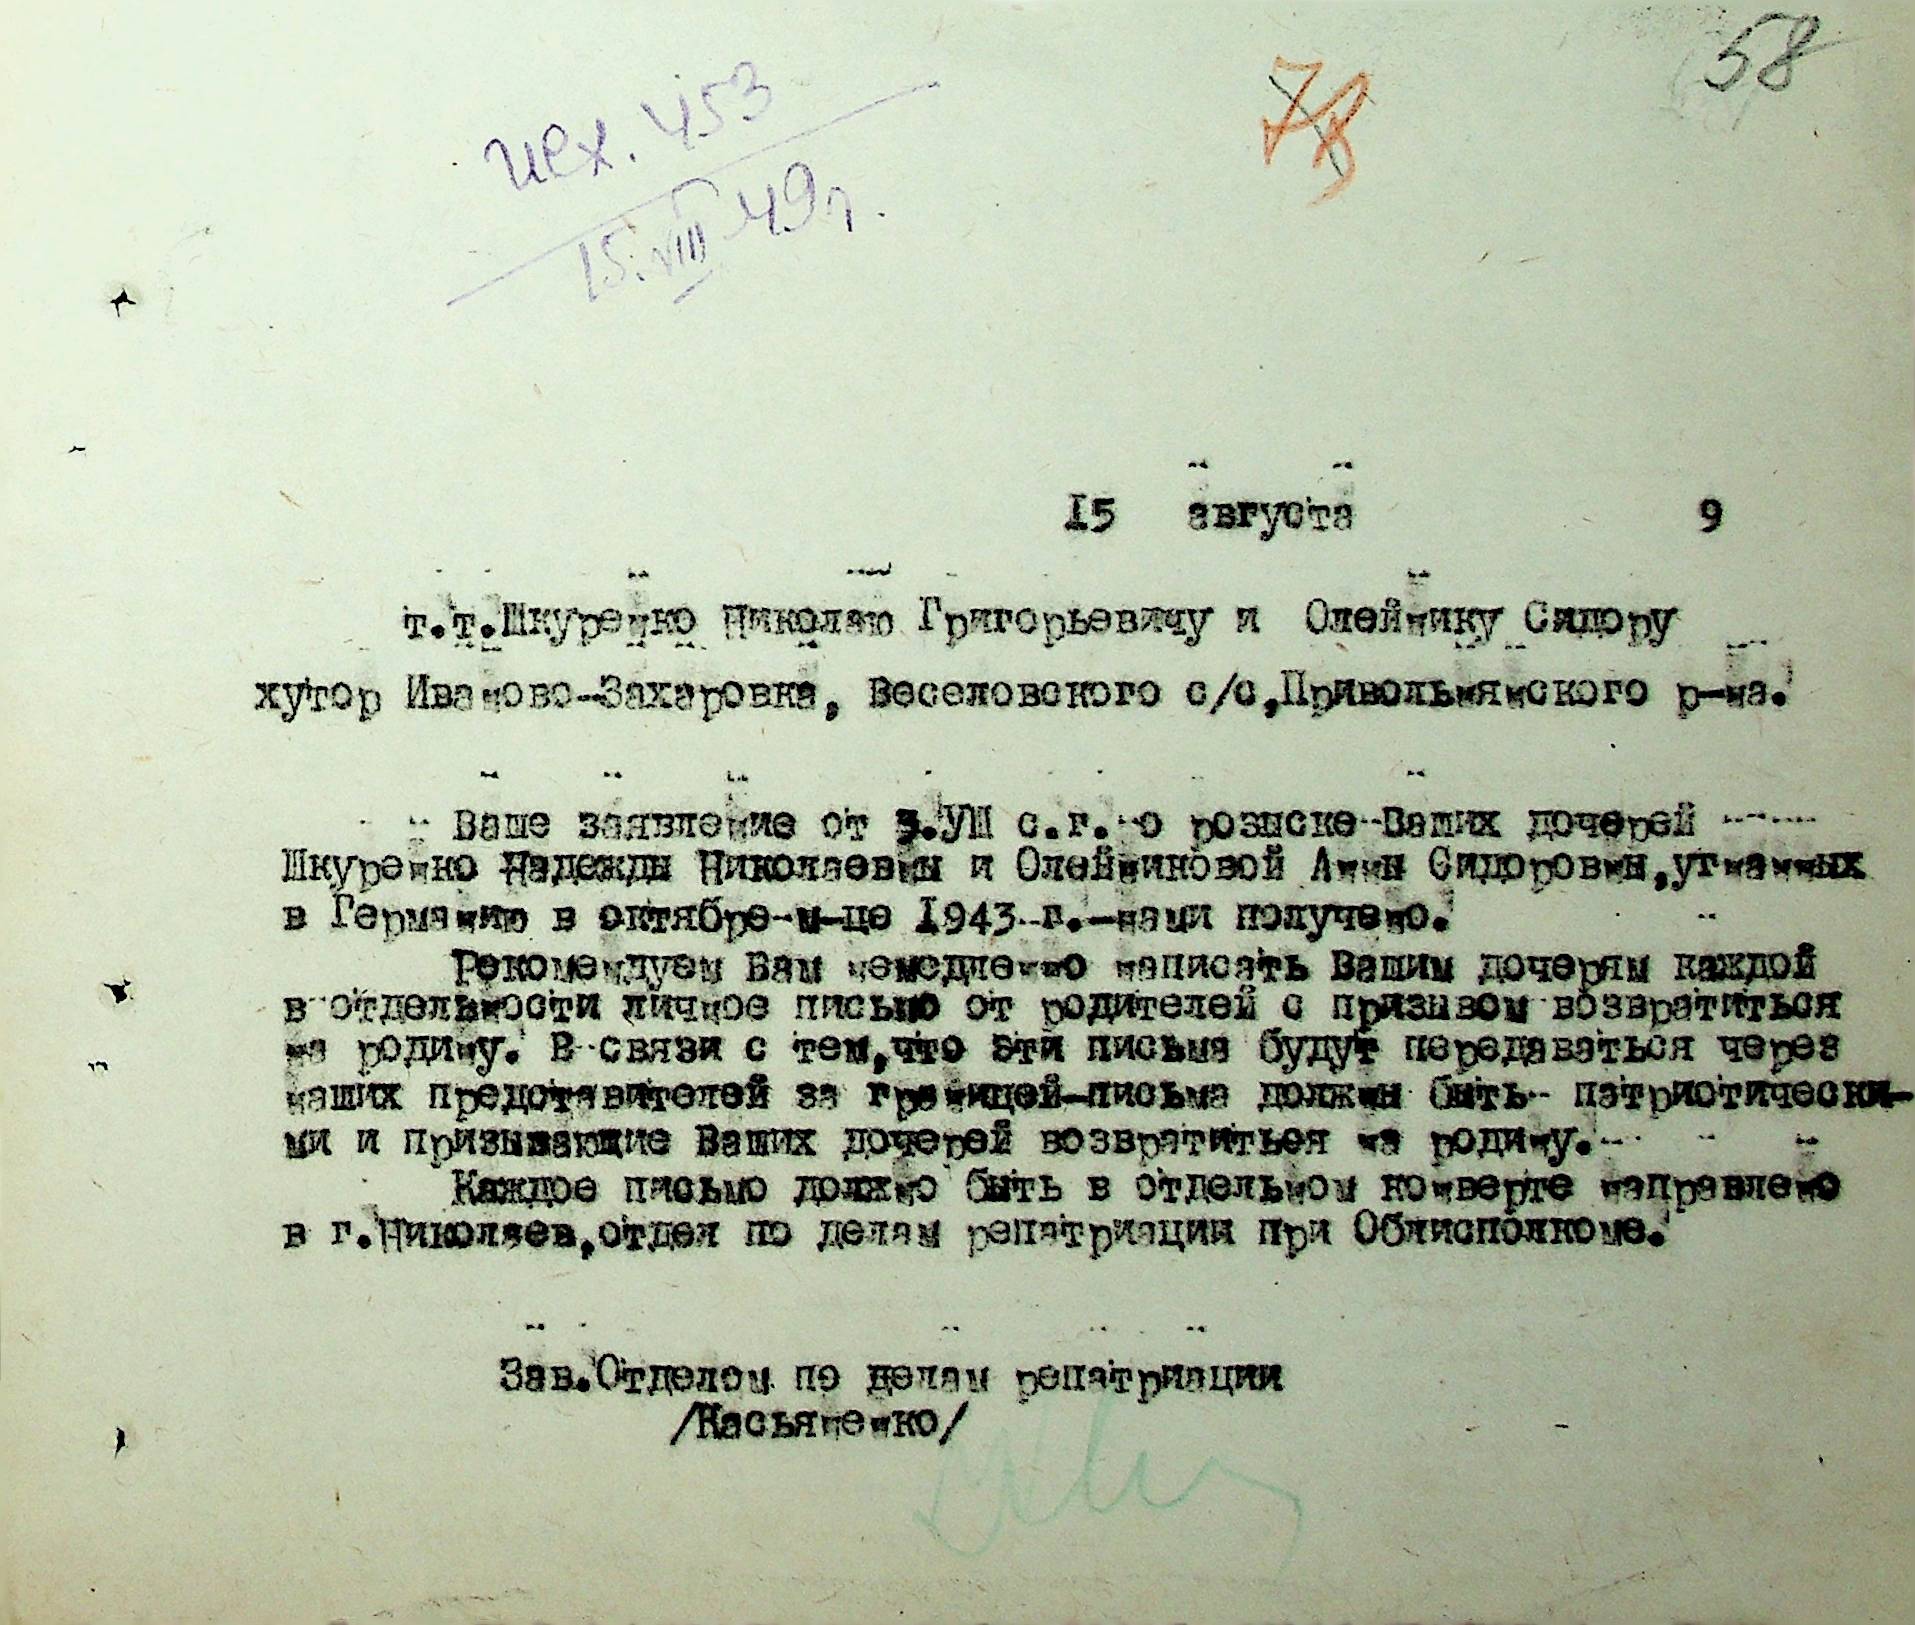 58
78
исх. 453
15. VIII 49 г.
15 августа 9
т.т.Шкуренко Николаю Григорьевичу и Олейнику Сидору
хутор Иваново-Захаровка, Веселовского с/с,Привольнянского р-на.
Ваше заявление от 3.УШ с.г. о розыске Ваших дочерей
Шкуренко Надежды Николаевны и Олейниковой Анны Сидоровны,угнанных
в Германию в октябре м-це 1943 г.-нами получено.
Рекомендуем Вам немедленно написать Вашим дочерям каждой
в отдельности личное письмо от родителей с призывом возвратиться
на родину. В связи с тем,что эти письма будут передаваться через
наших представителей за границей-письма должны быть патриотически-
ми и призывающие Ваших дочерей возвратиться на родину.
Каждое письмо должно быть в отдельном конверте направлено
в г.Николаев,отдел по делам репатриации при Облисполкоме.
Зав.Отделом по делам репатриации
/Касьяненко/